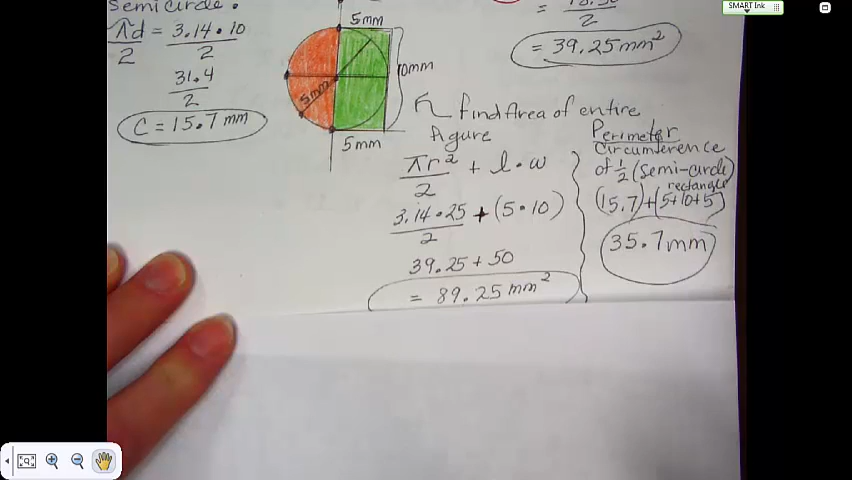 Semicircle.
πd = 3.14·10
2 2
31.4
2
C = 15.7 mm
5mm
10mm
5mm
5mm
=
2
= 39.25 mm²
find Area of entire
figure
πr² + l·w
2
3.14·25 + (5·10)
2
39.25 + 50
= 89.25 mm²
Perimeter
Circumference
of ½ (semi-circle)
rectangle
(15.7)+(5+10+5)
35.7mm
SMART Ink